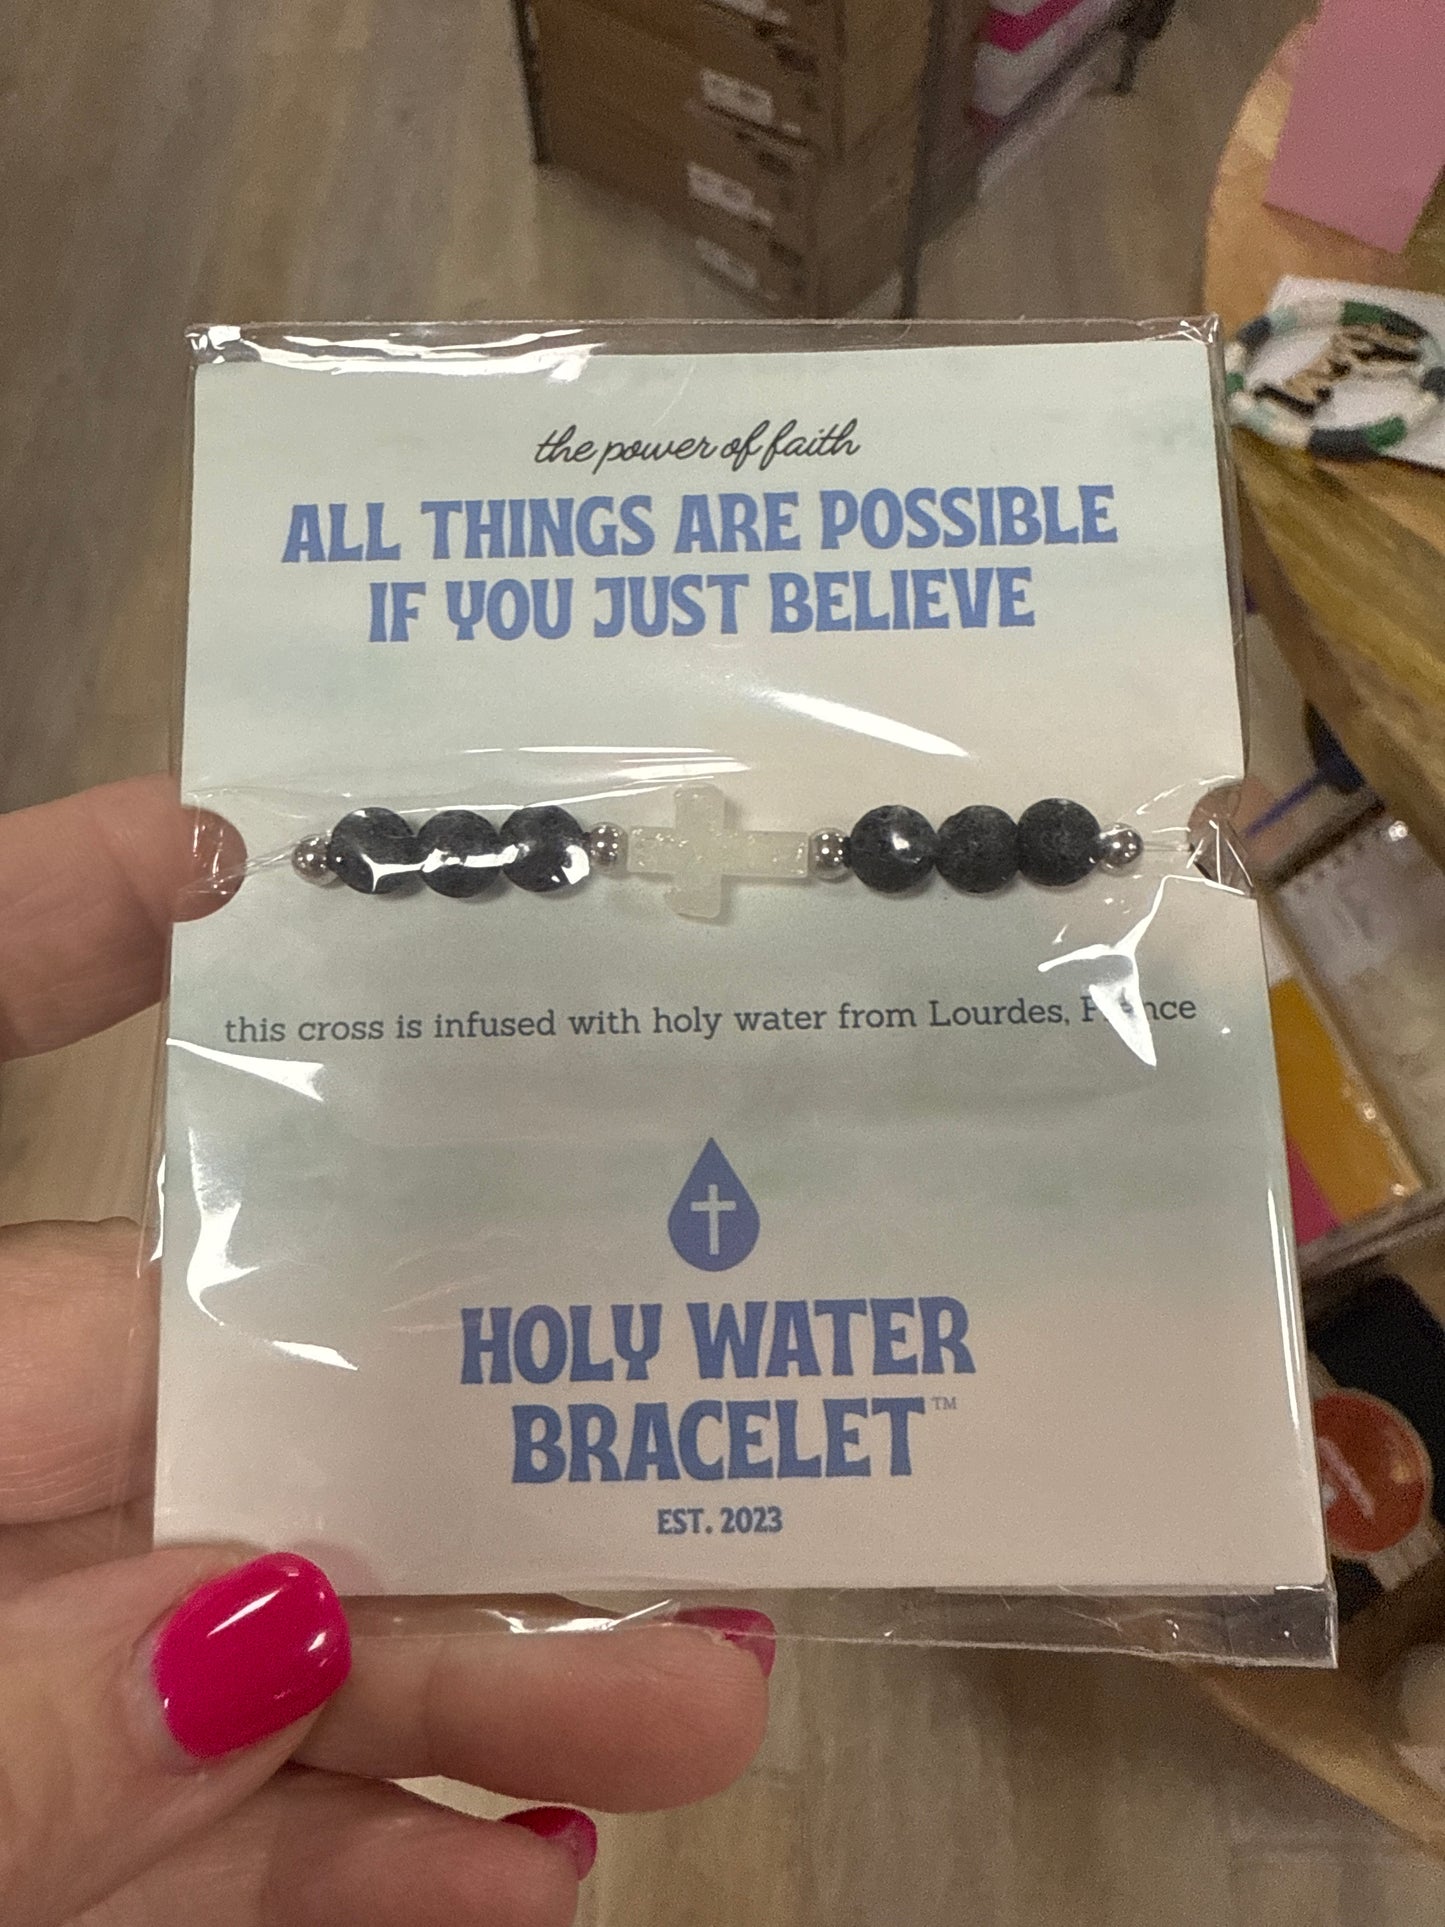 the power of faith
ALL THINGS ARE POSSIBLE
IF YOU JUST BELIEVE
this cross is infused with holy water from Lourdes, France
HOLY WATER
BRACELET™
EST. 2023